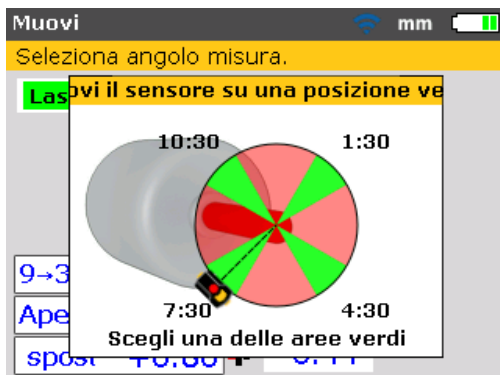 Muovi mm
Seleziona angolo misura.
Las
ovi il sensore su una posizione ve
10:30 1:30
7:30 4:30
Scegli una delle aree verdi
9→3
Ape
spost